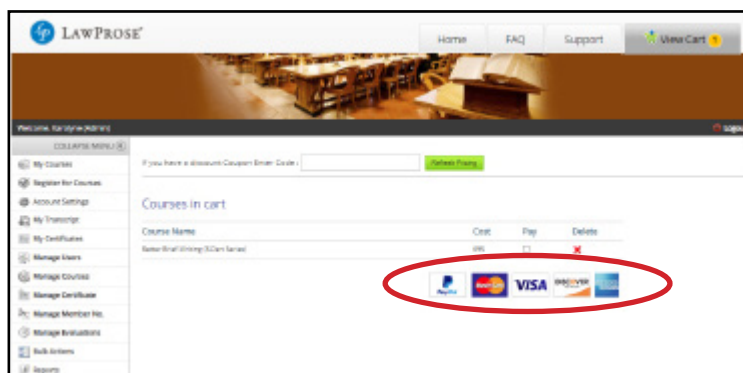 LAWPROSE
Home FAQ Support View Cart 1
Welcome, Karolyne (Admin) Logout
COLLAPSE MENU
My Courses
Register for Courses
Account Settings
My Transcript
My Certificates
Manage Users
Manage Courses
Manage Certificate
Manage Member No.
Manage Evaluations
Bulk Actions
Reports
If you have a discount Coupon Enter Code : Refresh Pricing
Courses in cart
Course Name Cost Pay Delete
Better Brief Writing
PayPal MasterCard VISA DISCOVER